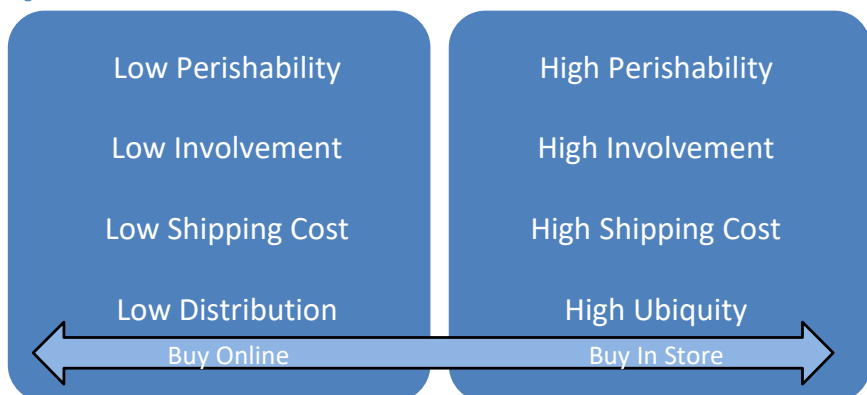 Low Perishability
Low Involvement
Low Shipping Cost
Low Distribution
Buy Online
High Perishability
High Involvement
High Shipping Cost
High Ubiquity
Buy In Store